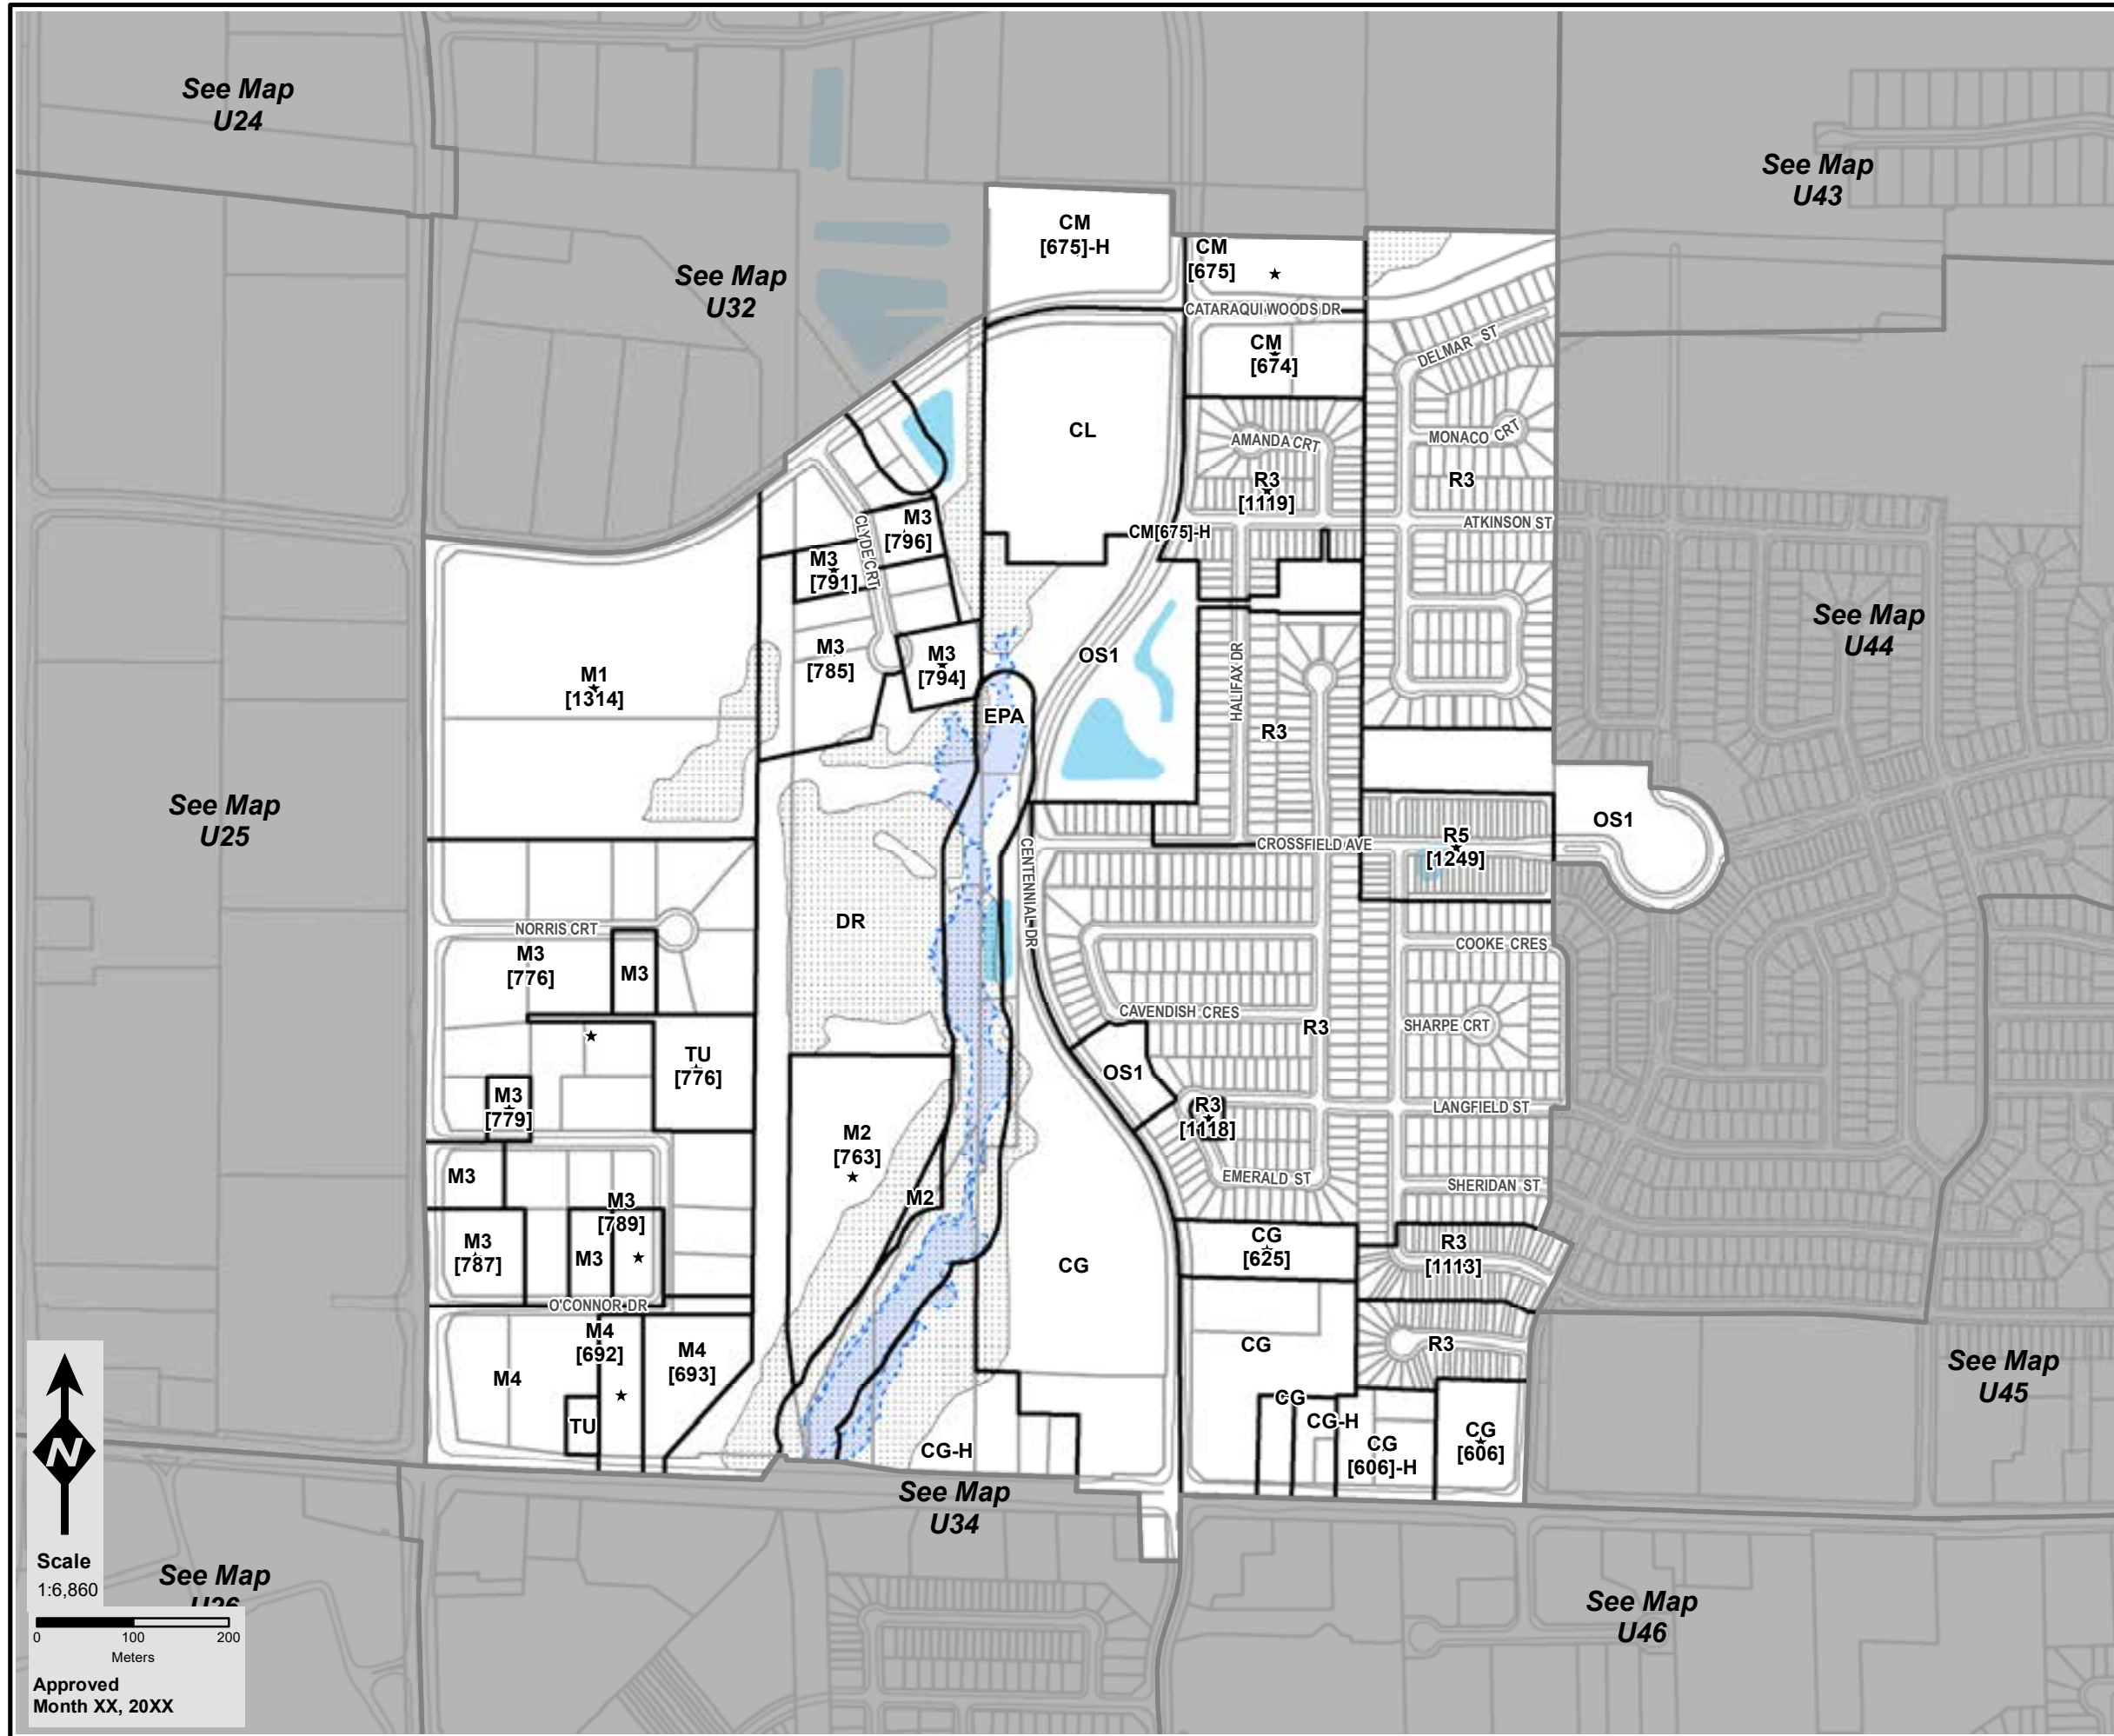 See Map
U24
See Map
U43
CM
[675]-H
CM
[675]
See Map
U32
CATARAQUI WOODS DR
CM
[674]
DELMAR ST
CL
AMANDA CRT
MONACO CRT
R3
[1119]
R3
M3
[796]
CLYDE CRT
CM[675]-H
ATKINSON ST
M3
[791]
See Map
U44
M3
[785]
M3
[794]
OS1
HALIFAX DR
M1
[1314]
EPA
R3
See Map
U25
OS1
CENTENNIAL DR
CROSSFIELD AVE
R5
[1249]
DR
NORRIS CRT
COOKE CRES
M3
[776]
M3
CAVENDISH CRES
R3
SHARPE CRT
TU
[776]
OS1
M3
[779]
R3
[1118]
LANGFIELD ST
M2
[763]
M3
EMERALD ST
SHERIDAN ST
M2
M3
[789]
M3
[787]
M3
CG
[625]
R3
[1113]
CG
O'CONNOR DR
M4
[692]
M4
[693]
M4
CG
R3
See Map
U45
TU
CG
CG-H
CG
[606]-H
CG
[606]
CG-H
See Map
U34
N
Scale
1:6,860
See Map
U26
See Map
U46
0 100 200
Meters
Approved
Month XX, 20XX